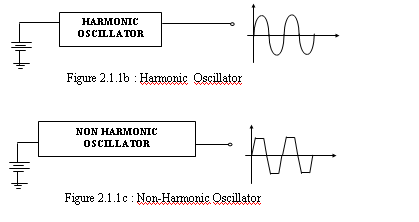 HARMONIC
OSCILLATOR
Figure 2.1.1b : Harmonic Oscillator
NON HARMONIC
OSCILLATOR
Figure 2.1.1c : Non-Harmonic Oscillator